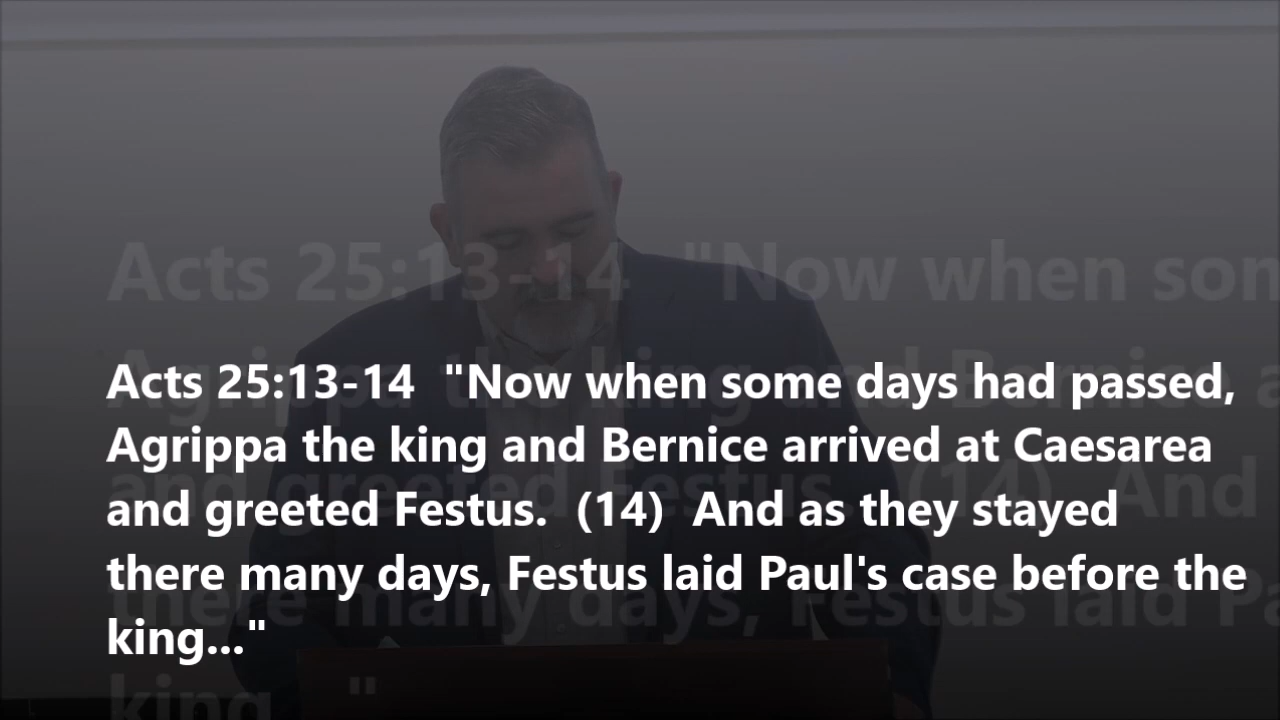 Acts 25:13-14  "Now when some days had passed,
Agrippa the king and Bernice arrived at Caesarea
and greeted Festus.  (14)  And as they stayed
there many days, Festus laid Paul's case before the
king..."